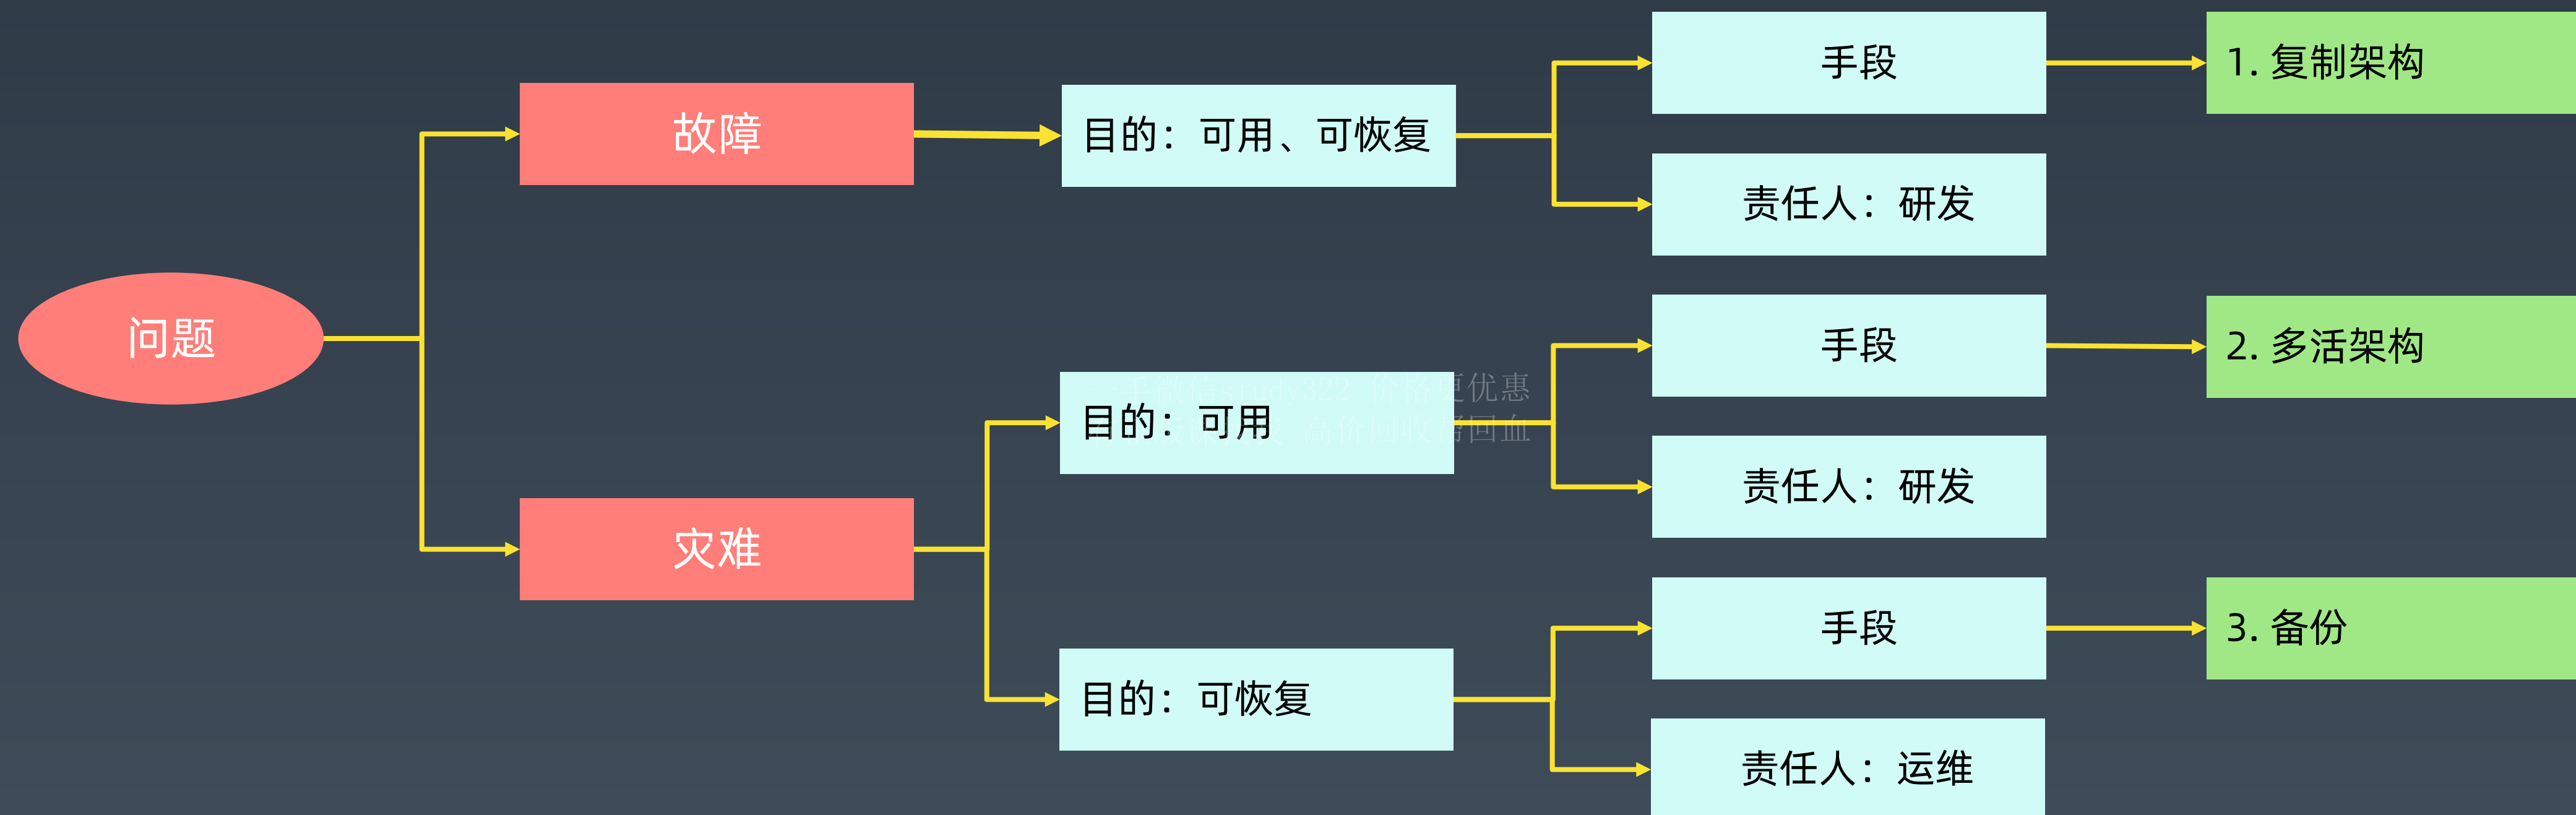 手段
1. 复制架构
故障
目的：可用、可恢复
责任人：研发
问题
手段
2. 多活架构
目的：可用
责任人：研发
灾难
手段
3. 备份
目的：可恢复
责任人：运维